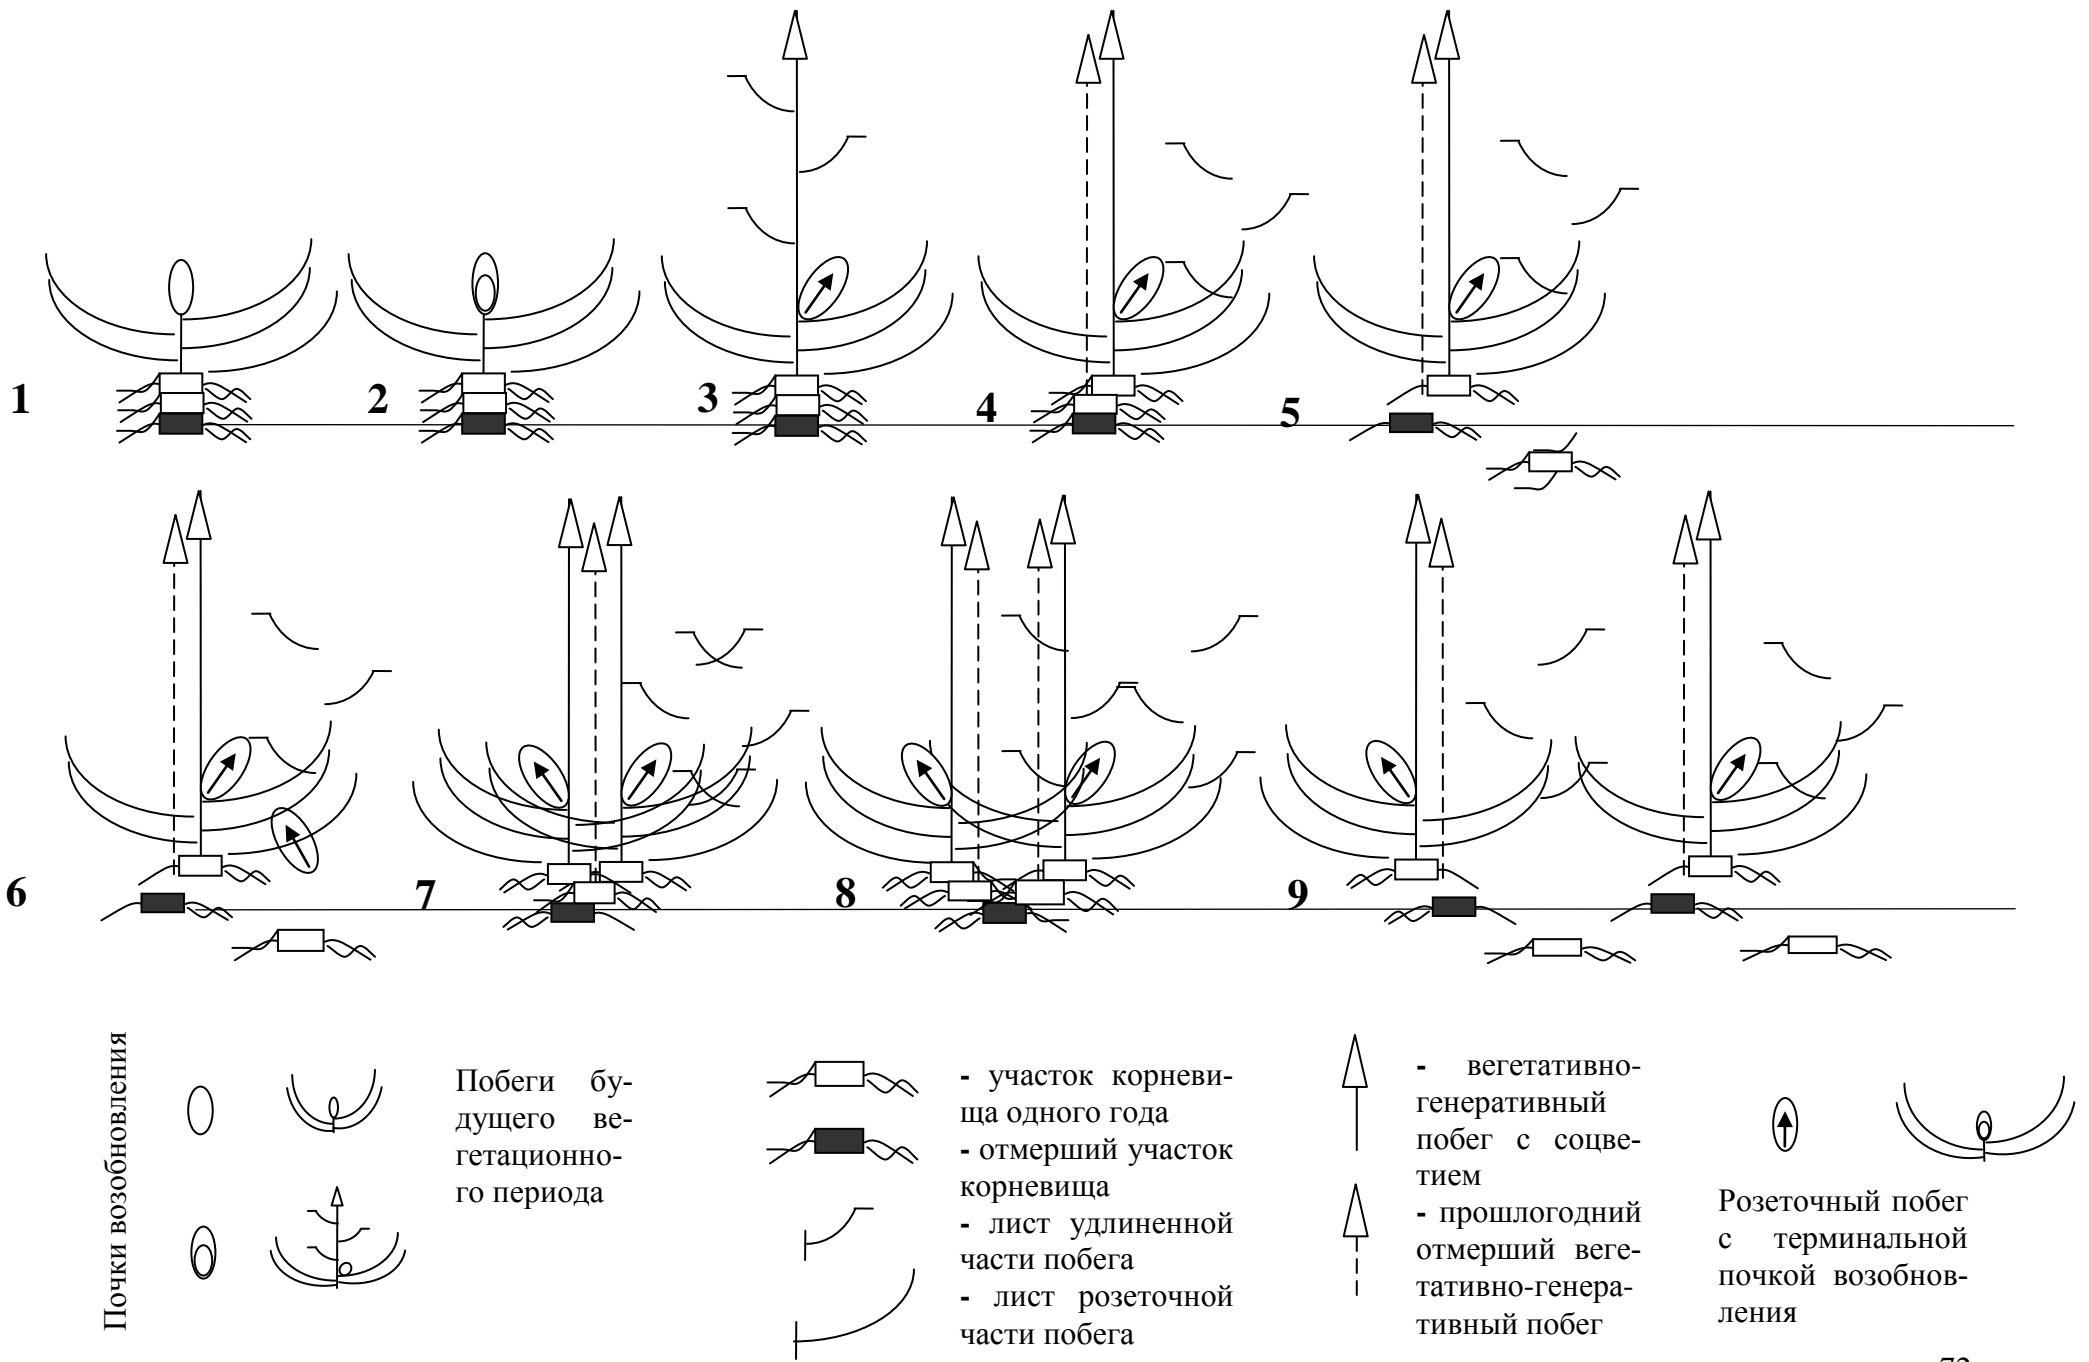 1
2
3
4
5
6
7
8
9
Почки возобновления
Побеги бу-
дущего ве-
гетационно-
го периода
- участок корневи-
ща одного года
- отмерший участок
корневища
- лист удлиненной
части побега
- лист розеточной
части побега
- вегетативно-
генеративный
побег с соцве-
тием
- прошлогодний
отмерший веге-
тативно-генера-
тивный побег
Розеточный побег
с терминальной
почкой возобнов-
ления